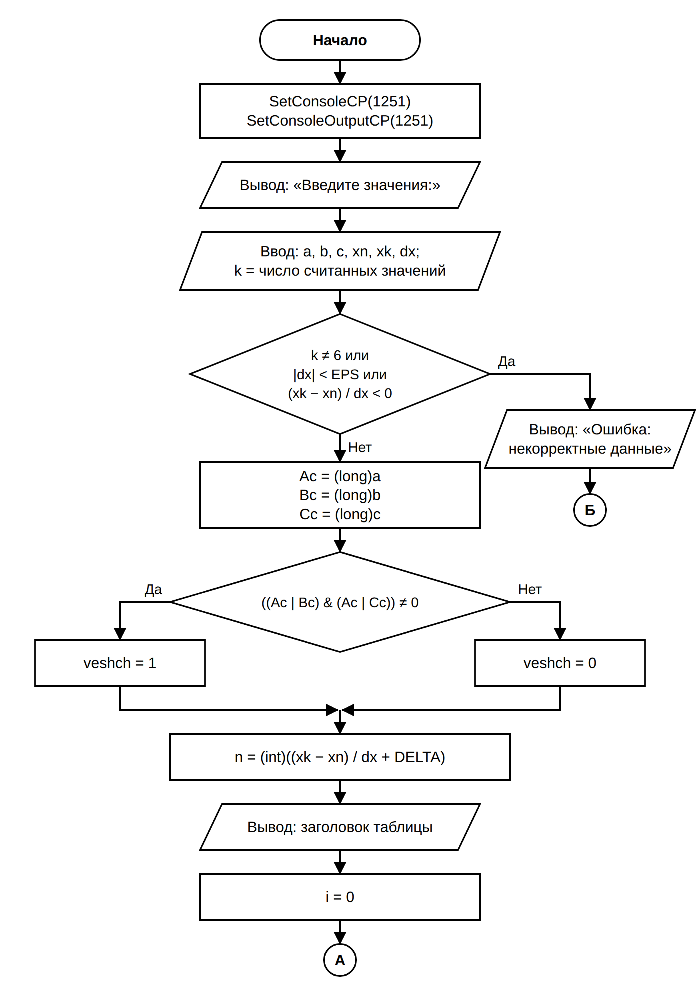 Начало
SetConsoleCP(1251)
SetConsoleOutputCP(1251)
Вывод: «Введите значения:»
Ввод: a, b, c, xn, xk, dx;
k = число считанных значений
k ≠ 6 или
|dx| < EPS или
(xk − xn) / dx < 0
Да
Вывод: «Ошибка:
некорректные данные»
Б
Нет
Ac = (long)a
Bc = (long)b
Cc = (long)c
((Ac | Bc) & (Ac | Cc)) ≠ 0
Да
Нет
veshch = 1
veshch = 0
n = (int)((xk − xn) / dx + DELTA)
Вывод: заголовок таблицы
i = 0
А